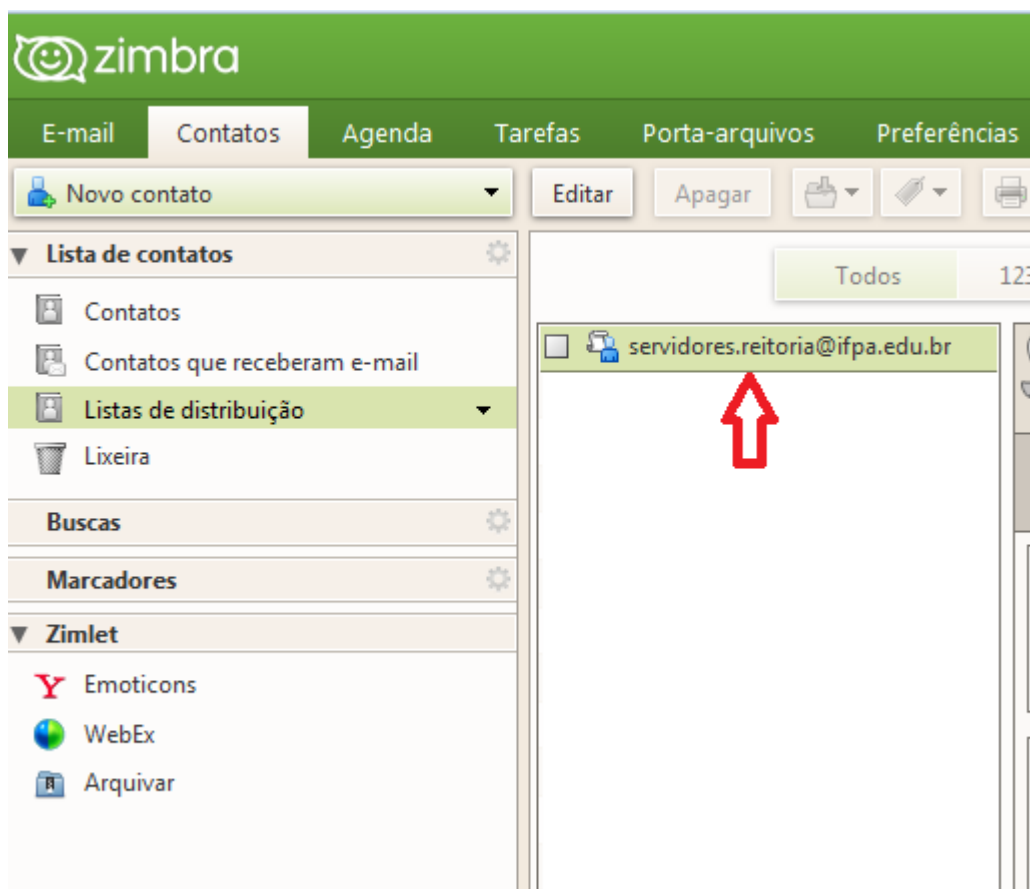 zimbra
E-mail Contatos Agenda Tarefas Porta-arquivos Preferências
Novo contato Editar Apagar
Lista de contatos
Todos 123
Contatos
servidores.reitoria@ifpa.edu.br
Contatos que receberam e-mail
Listas de distribuição
Lixeira
Buscas
Marcadores
Zimlet
Emoticons
WebEx
Arquivar